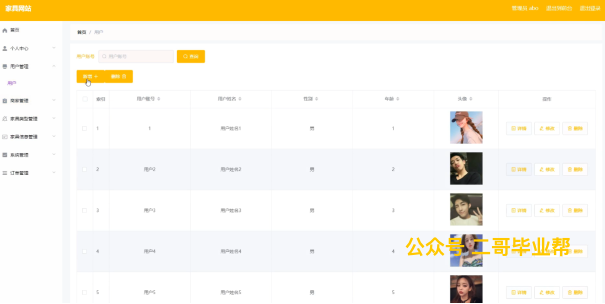 家具网站
管理员 abo 退出到前台 退出登录
首页
首页 / 用户
个人中心
用户账号 用户账号 查询
用户管理
新增 + 删除
用户
索引 用户账号 用户姓名 性别 年龄 头像 操作
商家管理
1 1 用户姓名1 男 1 详情 修改 删除
家具类型管理
家具信息管理
系统管理
2 用户2 用户姓名2 男 2 详情 修改 删除
订单管理
3 用户3 用户姓名3 男 3 详情 修改 删除
4 用户4 用户姓名4 男 4
公众号 二哥毕业帮
5 用户5 用户姓名5 男 5 详情 修改 删除